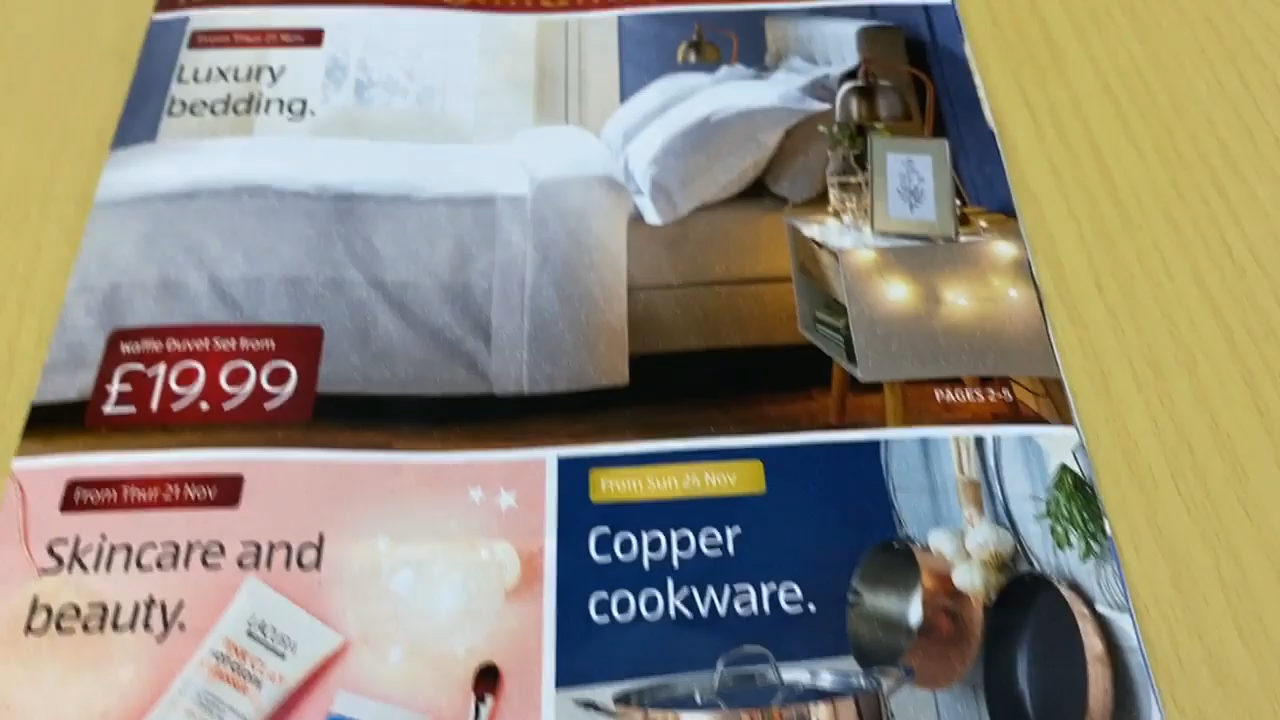 From Thur 21 Nov
Luxury
bedding.
Waffle Duvet Set from
£19.99
PAGES 2-5
From Thur 21 Nov
Skincare and
beauty.
LACURA
From Sun 24 Nov
Copper
cookware.